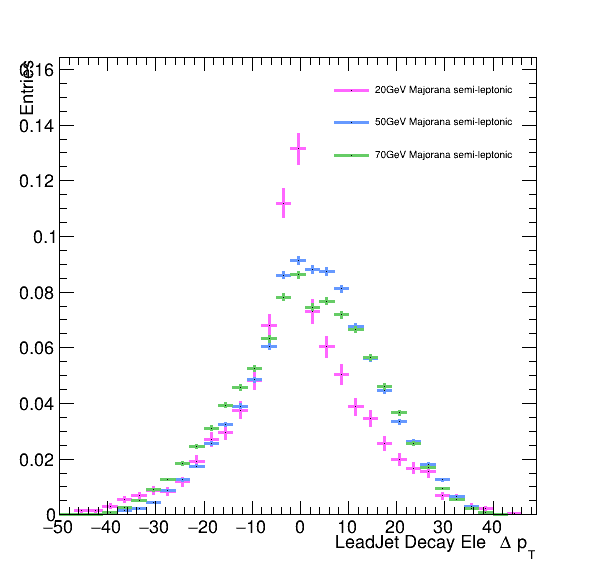 Entries
0.16
0.14
0.12
0.1
0.08
0.06
0.04
0.02
0
20GeV Majorana semi-leptonic
50GeV Majorana semi-leptonic
70GeV Majorana semi-leptonic
−50 −40 −30 −20 −10 0 10 20 30 40
LeadJet Decay Ele Δ pT